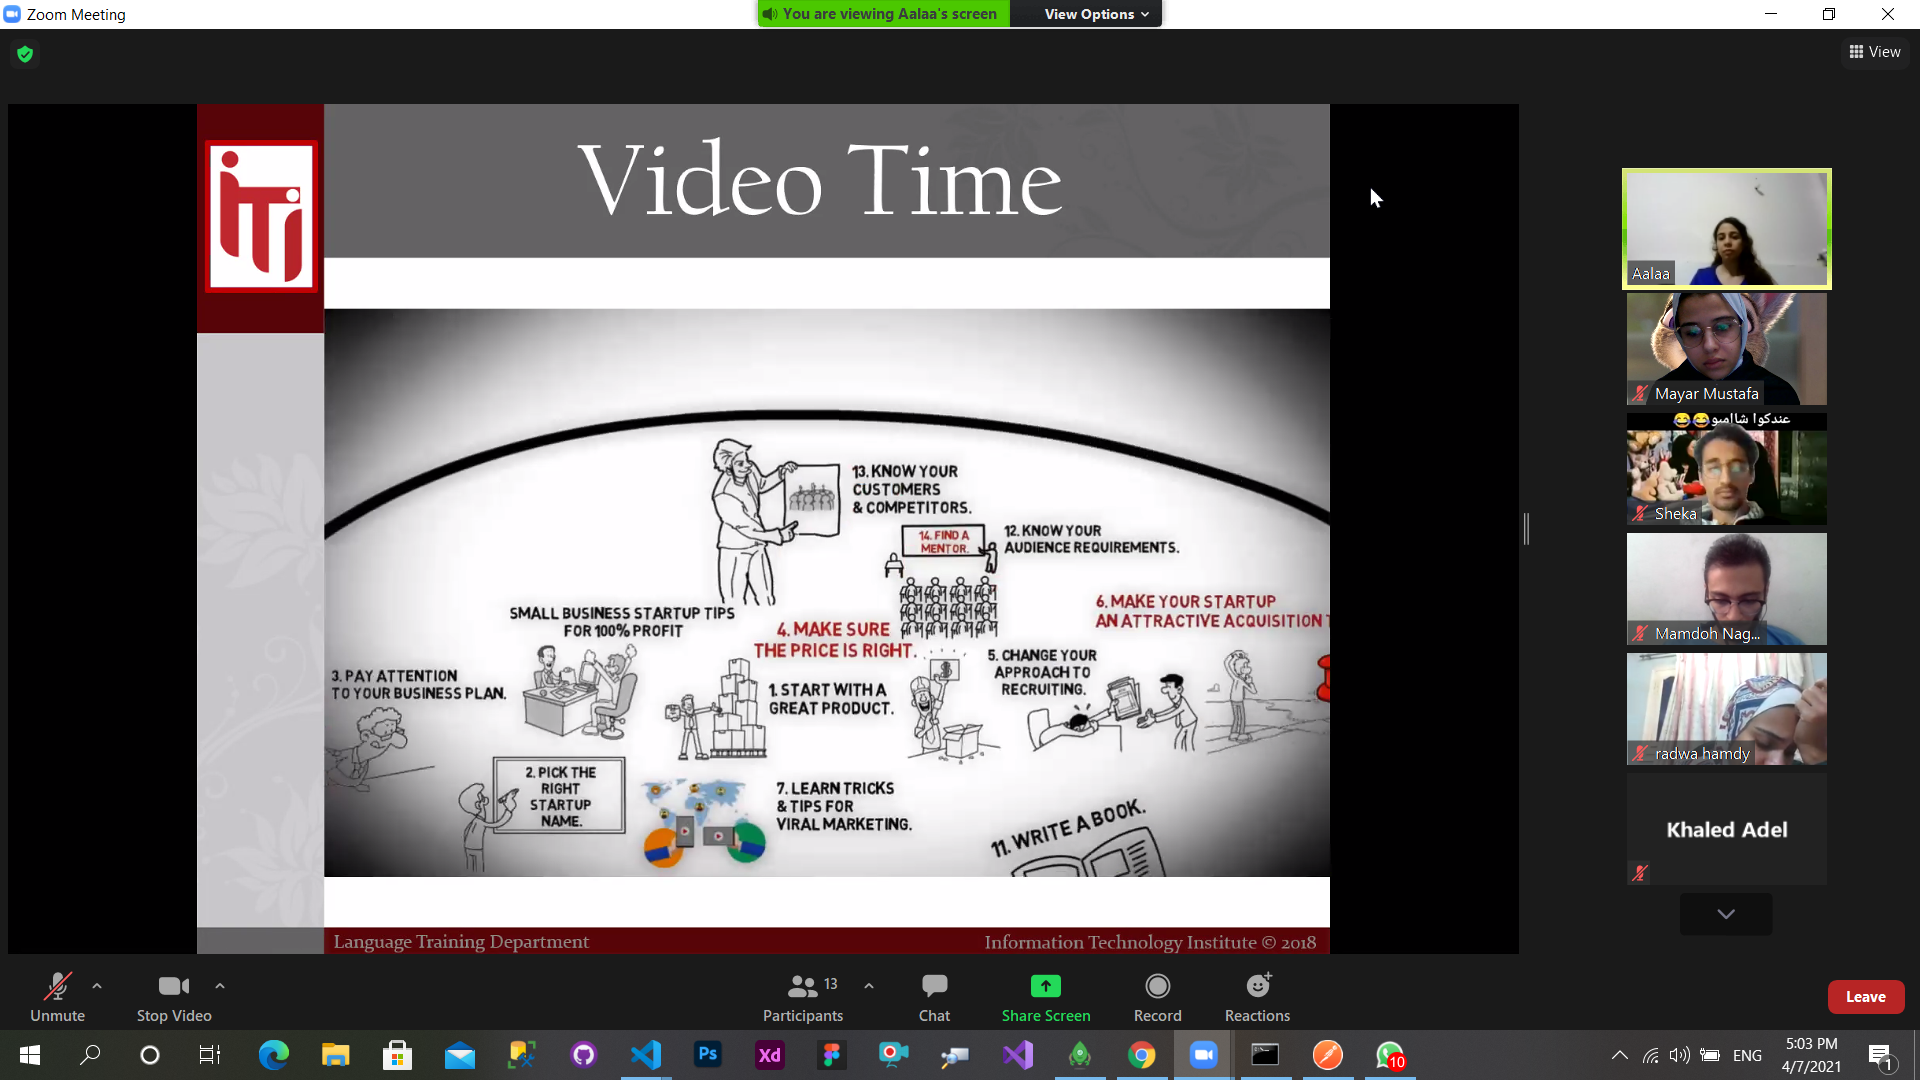 Zoom Meeting
You are viewing Aalaa's screen
View Options
View
iTi
Video Time
13. KNOW YOUR
CUSTOMERS
& COMPETITORS.
14. FIND A
MENTOR.
12. KNOW YOUR
AUDIENCE REQUIREMENTS.
SMALL BUSINESS STARTUP TIPS
FOR 100% PROFIT
4. MAKE SURE
THE PRICE IS RIGHT.
6. MAKE YOUR STARTUP
AN ATTRACTIVE ACQUISITION
3. PAY ATTENTION
TO YOUR BUSINESS PLAN.
1. START WITH A
GREAT PRODUCT.
5. CHANGE YOUR
APPROACH TO
RECRUITING.
2. PICK THE
RIGHT
STARTUP
NAME.
7. LEARN TRICKS
& TIPS FOR
VIRAL MARKETING.
11. WRITE A BOOK.
Language Training Department
Information Technology Institute © 2018
Aalaa
Mayar Mustafa
عندكوا شاامبو😂😂
Sheka
Mamdoh Nag...
radwa hamdy
Khaled Adel
Unmute
Stop Video
13
Participants
Chat
Share Screen
Record
Reactions
Leave
Ps
Xd
10
ENG
5:03 PM
4/7/2021
1